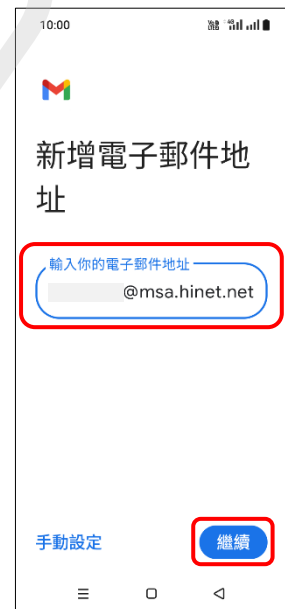 10:00
新增電子郵件地
址
輸入你的電子郵件地址
@msa.hinet.net
手動設定
繼續